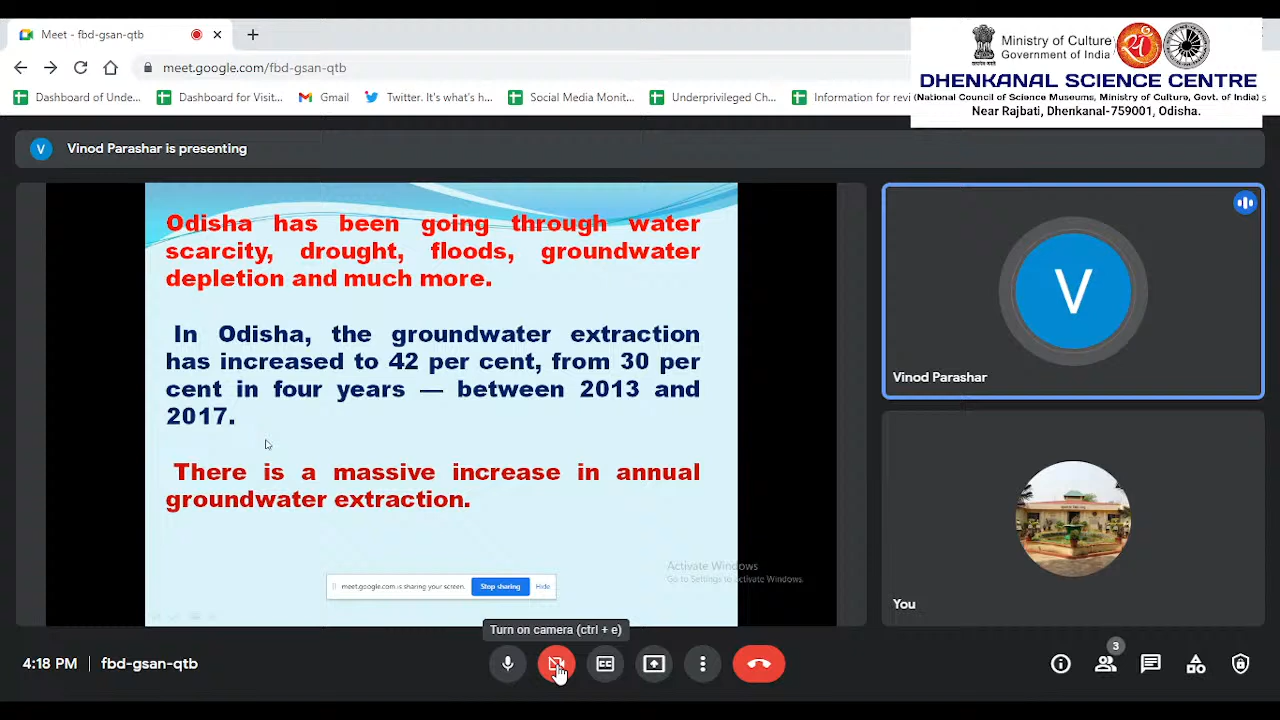 Meet - fbd-gsan-qtb
meet.google.com/fbd-gsan-qtb
Dashboard of Unde...
Dashboard for Visit...
Gmail
Twitter. It's what's h...
Social Media Monit...
Underprivileged Ch...
Information for revi
Ministry of Culture
Government of India
DHENKANAL SCIENCE CENTRE
(National Council of Science Museums, Ministry of Culture, Govt. of India)
Near Rajbati, Dhenkanal-759001, Odisha.
V
Vinod Parashar is presenting
Odisha has been going through water
scarcity, drought, floods, groundwater
depletion and much more.
In Odisha, the groundwater extraction
has increased to 42 per cent, from 30 per
cent in four years — between 2013 and
2017.
There is a massive increase in annual
groundwater extraction.
Activate Windows
Go to Settings to activate Windows.
meet.google.com is sharing your screen.
Stop sharing
Hide
V
Vinod Parashar
You
Turn on camera (ctrl + e)
4:18 PM
fbd-gsan-qtb
CC
3